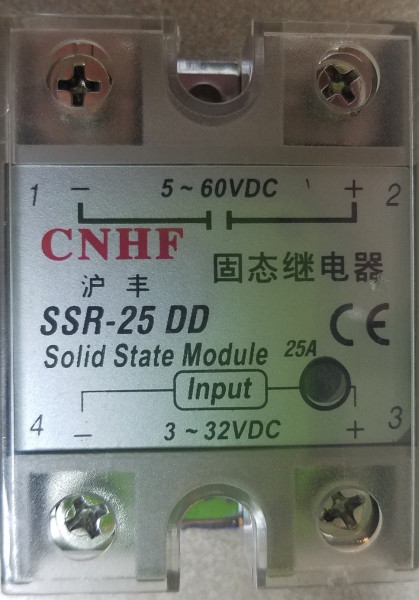 1 − 5~60VDC + 2
CNHF
沪丰
固态继电器
SSR-25 DD
CE
Solid State Module 25A
Input
4 − 3~32VDC + 3